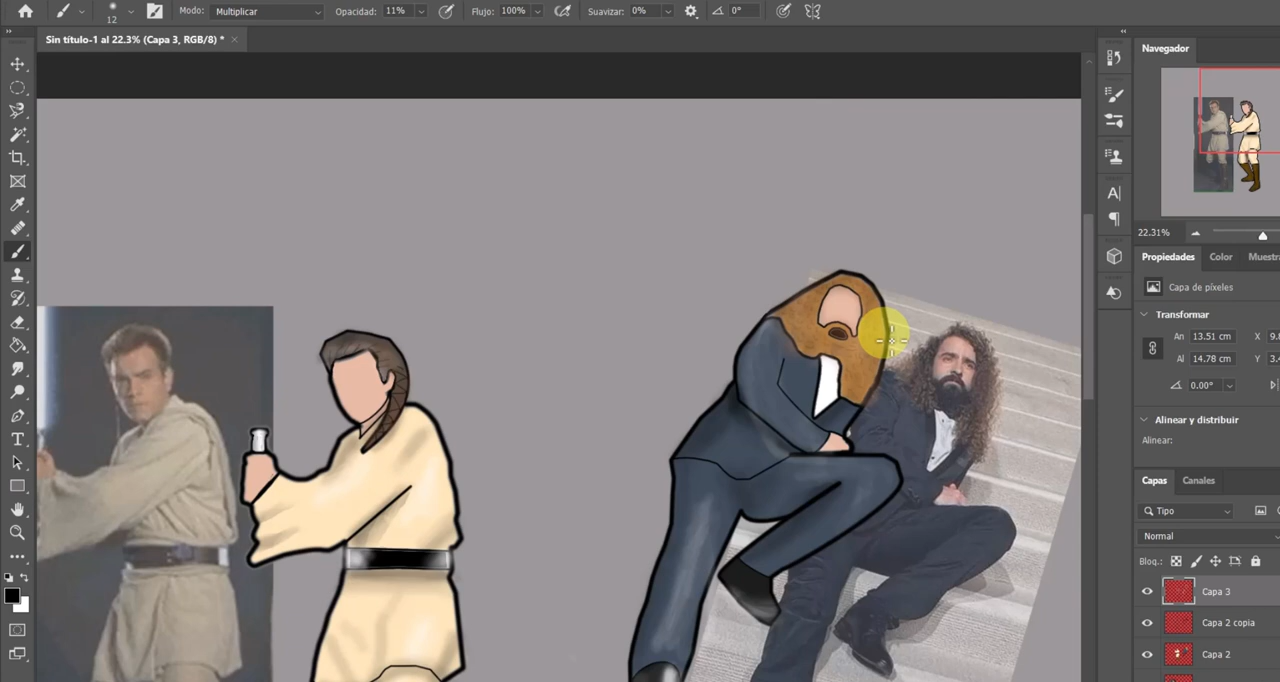 12
Modo: Multiplicar
Opacidad: 11%
Flujo: 100%
Suavizar: 0%
0°
Sin título-1 al 22.3% (Capa 3, RGB/8) *
Navegador
22.31%
Propiedades Color
Capa de píxeles
Transformar
An 13.51 cm X
Al 14.78 cm Y
0.00°
Alinear y distribuir
Alinear:
Capas Canales
Tipo
Normal
Bloq.:
Capa 3
Capa 2 copia
Capa 2